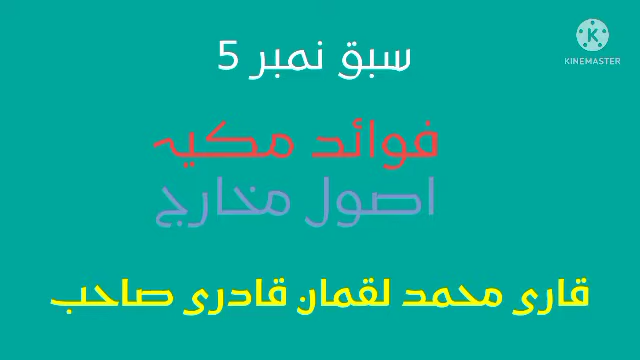 سبق نمبر 5
KINEMASTER
فوائد مکیہ
اصول مخارج
قاری محمد لقمان قادری صاحب